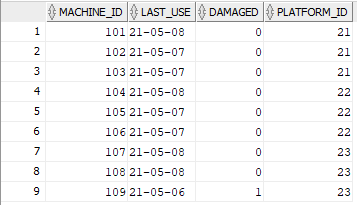 MACHINE_ID LAST_USE DAMAGED PLATFORM_ID
1 101 21-05-08 0 21
2 102 21-05-07 0 21
3 103 21-05-07 0 21
4 104 21-05-08 0 22
5 105 21-05-07 0 22
6 106 21-05-07 0 22
7 107 21-05-08 0 23
8 108 21-05-08 0 23
9 109 21-05-06 1 23